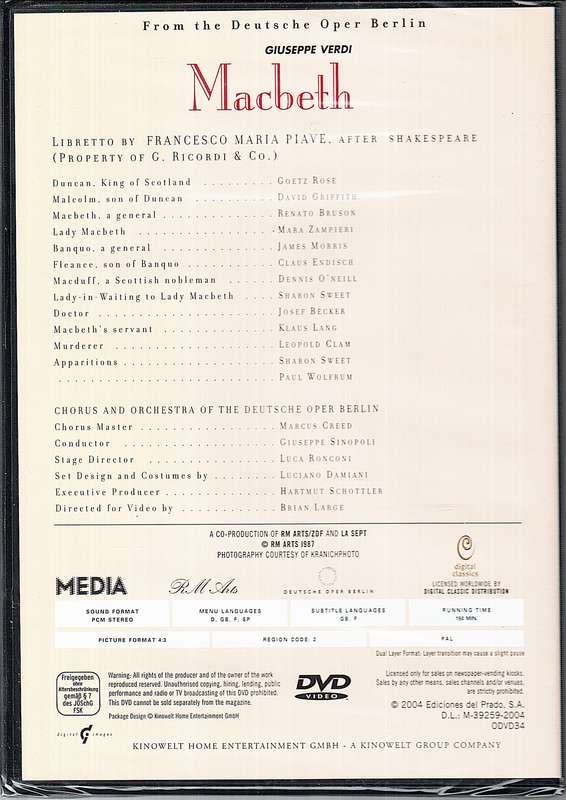 From the Deutsche Oper Berlin
GIUSEPPE VERDI
Macbeth
LIBRETTO BY FRANCESCO MARIA PIAVE, AFTER SHAKESPEARE
(PROPERTY OF G. RICORDI & CO.)
Duncan, King of Scotland ......... GOETZ ROSE
Malcolm, son of Duncan .......... DAVID GRIFFITH
Macbeth, a general .............. RENATO BRUSON
Lady Macbeth .................. MARA ZAMPIERI
Banquo, a general ............... JAMES MORRIS
Fleance, son of Banquo ........... CLAUS ENDISCH
Macduff, a Scottish nobleman ...... DENNIS O'NEILL
Lady-in-Waiting to Lady Macbeth .... SHARON SWEET
Doctor ....................... JOSEF BECKER
Macbeth's servant .............. KLAUS LANG
Murderer ..................... LEOPOLD CLAM
Apparitions ................... SHARON SWEET
........................... PAUL WOLFRUM
CHORUS AND ORCHESTRA OF THE DEUTSCHE OPER BERLIN
Chorus Master ................. MARCUS CREED
Conductor ................... GIUSEPPE SINOPOLI
Stage Director ................. LUCA RONCONI
Set Design and Costumes by ........ LUCIANO DAMIANI
Executive Producer .............. HARTMUT SCHOTTLER
Directed for Video by ............. BRIAN LARGE
A CO-PRODUCTION OF RM ARTS/ZDF AND LA SEPT
© RM ARTS 1987
PHOTOGRAPHY COURTESY OF KRANICHPHOTO
digital
classics
LICENSED WORLDWIDE BY
DIGITAL CLASSIC DISTRIBUTION
MEDIA
RM Arts
DEUTSCHE OPER BERLIN
SOUND FORMAT
PCM STEREO
MENU LANGUAGES
D, GB, F, SP
SUBTITLE LANGUAGES
GB, F
RUNNING TIME
150 MIN.
PICTURE FORMAT 4:3
REGION CODE: 2
PAL
Dual Layer Format: Layer transition may cause a slight pause
Freigegeben
ohne
Altersbeschränkung
gemäß § 7
des JÖSchG
FSK
Warning: All rights of the producer and of the owner of the work
reproduced reserved. Unauthorised copying, hiring, lending, public
performance and radio or TV broadcasting of this DVD prohibited.
This DVD cannot be sold separately from the magazine.
Package Design © Kinowelt Home Entertainment GmbH
DVD
VIDEO
Licensed only for sales on newspaper-vending kiosks.
Sales by any other means, sales channels and/or venues,
are strictly prohibited.
© 2004 Ediciones del Prado, S.A.
D.L.: M-39259-2004
ODVD34
digital images
KINOWELT HOME ENTERTAINMENT GMBH - A KINOWELT GROUP COMPANY